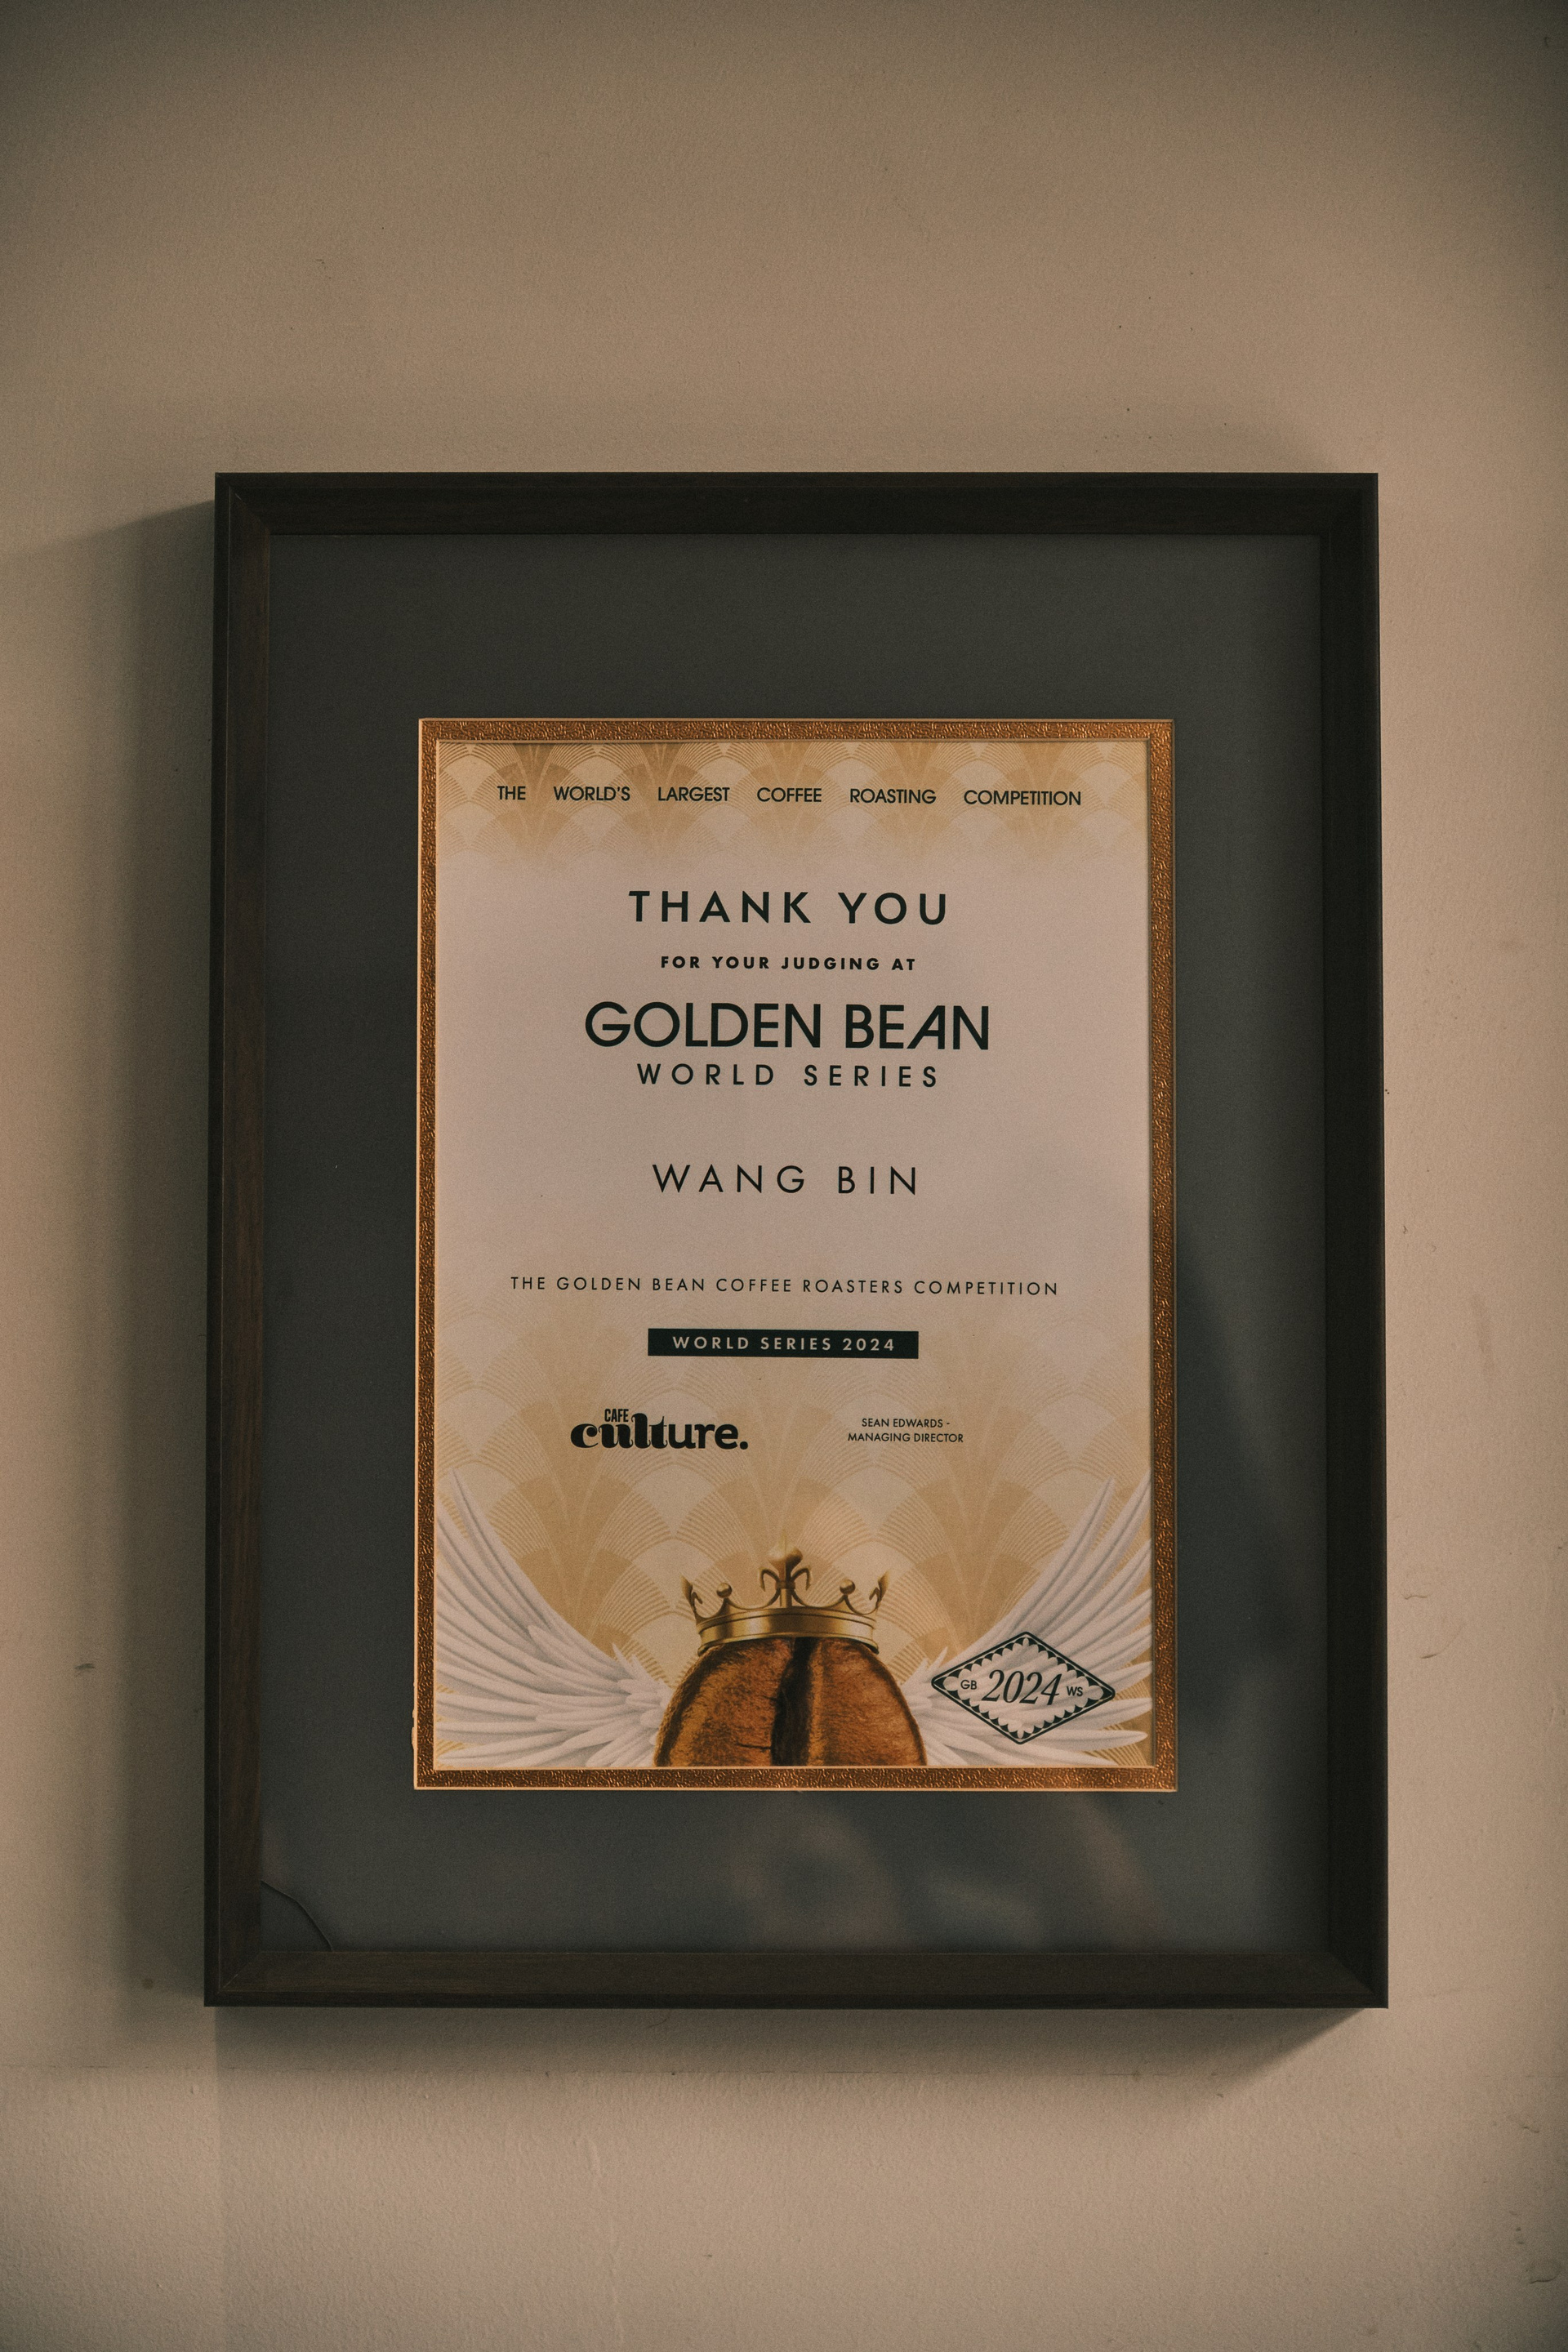 THE WORLD'S LARGEST COFFEE ROASTING COMPETITION
THANK YOU
FOR YOUR JUDGING AT
GOLDEN BEAN
WORLD SERIES
WANG BIN
THE GOLDEN BEAN COFFEE ROASTERS COMPETITION
WORLD SERIES 2024
CAFE
culture.
SEAN EDWARDS -
MANAGING DIRECTOR
GB 2024 WS